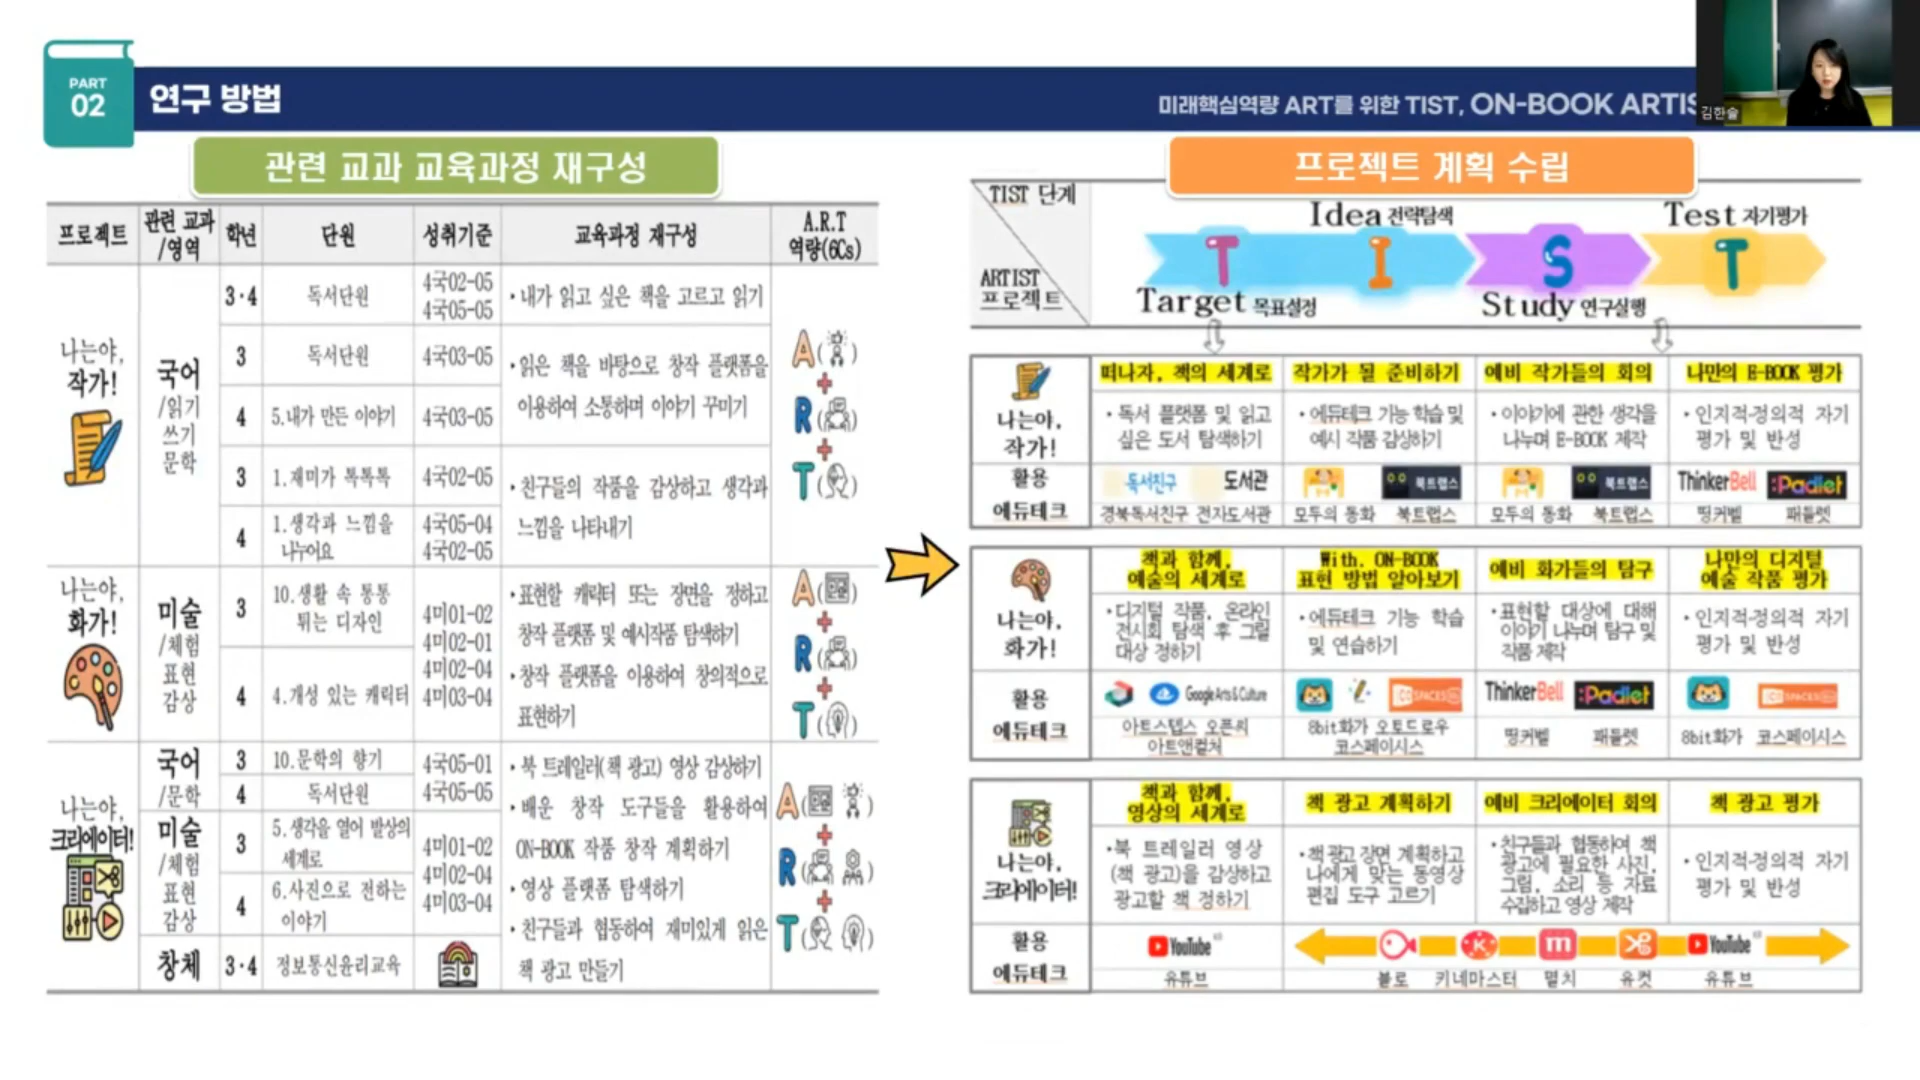 PART
02
연구 방법
미래핵심역량 ART를 위한 TIST, ON-BOOK ARTIS
김한슬
관련 교과 교육과정 재구성
프로젝트
관련 교과
/영역
학년
단원
성취기준
교육과정 재구성
A.R.T
역량(6Cs)
나는야,
작가!
국어
/읽기
쓰기
문학
3·4
독서단원
4국02-05
4국05-05
·내가 읽고 싶은 책을 고르고 읽기
3
독서단원
4국03-05
·읽은 책을 바탕으로 창작 플랫폼을
이용하여 소통하며 이야기 꾸미기
4
5.내가 만든 이야기
4국03-05
3
1.재미가 톡톡톡
4국02-05
·친구들의 작품을 감상하고 생각과
느낌을 나타내기
4
1.생각과 느낌을
나누어요
4국05-04
4국02-05
A
+
R
+
T
나는야,
화가!
미술
/체험
표현
감상
3
10.생활 속 통통
튀는 디자인
4
4.개성 있는 캐릭터
4미01-02
4미02-01
4미02-04
4미03-04
·표현할 캐릭터 또는 장면을 정하고
창작 플랫폼 및 예시작품 탐색하기
·창작 플랫폼을 이용하여 창의적으로
표현하기
A
+
R
+
T
나는야,
크리에이터!
국어
/문학
3
10.문학의 향기
4
독서단원
4국05-01
4국05-05
미술
/체험
표현
감상
3
5.생각을 열어 발상의
세계로
4
6.사진으로 전하는
이야기
4미01-02
4미02-04
4미03-04
창체
3·4
정보통신윤리교육
·북 트레일러(책 광고) 영상 감상하기
·배운 창작 도구들을 활용하여
ON-BOOK 작품 창작 계획하기
·영상 플랫폼 탐색하기
·친구들과 협동하여 재미있게 읽은
책 광고 만들기
A
+
R
+
T
프로젝트 계획 수립
TIST 단계
ARTIST
프로젝트
Idea 전략탐색
Test 자기평가
T
I
S
T
Target 목표설정
Study 연구실행
나는야,
작가!
떠나자, 책의 세계로
작가가 될 준비하기
예비 작가들의 회의
나만의 E-BOOK 평가
·독서 플랫폼 및 읽고
싶은 도서 탐색하기
·에듀테크 기능 학습 및
예시 작품 감상하기
·이야기에 관한 생각을
나누며 E-BOOK 제작
·인지적·정의적 자기
평가 및 반성
활용
에듀테크
독서친구
도서관
북트랩스
북트랩스
ThinkerBell
:Padlet
경북독서친구 전자도서관
모두의 동화 북트랩스
모두의 동화 북트랩스
띵커벨 패들렛
나는야,
화가!
책과 함께,
예술의 세계로
With, ON-BOOK
표현 방법 알아보기
예비 화가들의 탐구
나만의 디지털
예술 작품 평가
·디지털 작품, 온라인
전시회 탐색 후 그릴
대상 정하기
·에듀테크 기능 학습
및 연습하기
·표현할 대상에 대해
이야기 나누며 탐구 및
작품 제작
·인지적·정의적 자기
평가 및 반성
활용
에듀테크
Google Arts & Culture
COSPACES
ThinkerBell
:Padlet
COSPACES
아트스텝스 오픈씨
아트앤컬처
8bit화가 오토드로우
코스페이시스
띵커벨 패들렛
8bit화가 코스페이시스
나는야,
크리에이터!
책과 함께,
영상의 세계로
책 광고 계획하기
예비 크리에이터 회의
책 광고 평가
·북 트레일러 영상
(책 광고)을 감상하고
광고할 책 정하기
·책 광고 장면 계획하고
나에게 맞는 동영상
편집 도구 고르기
·친구들과 협동하여 책
광고에 필요한 사진,
그림, 소리 등 자료
수집하고 영상 제작
·인지적·정의적 자기
평가 및 반성
활용
에듀테크
YouTube
K
m
YouTube
유튜브
블로 키네마스터 멸치 유컷 유튜브